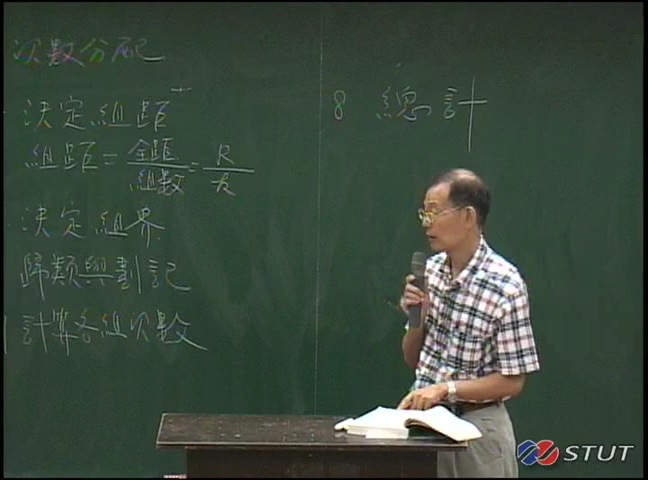 次數分配
決定組距
組距=全距/組數=R/k
決定組界
歸類與劃記
計算各組次數
8 總計
STUT